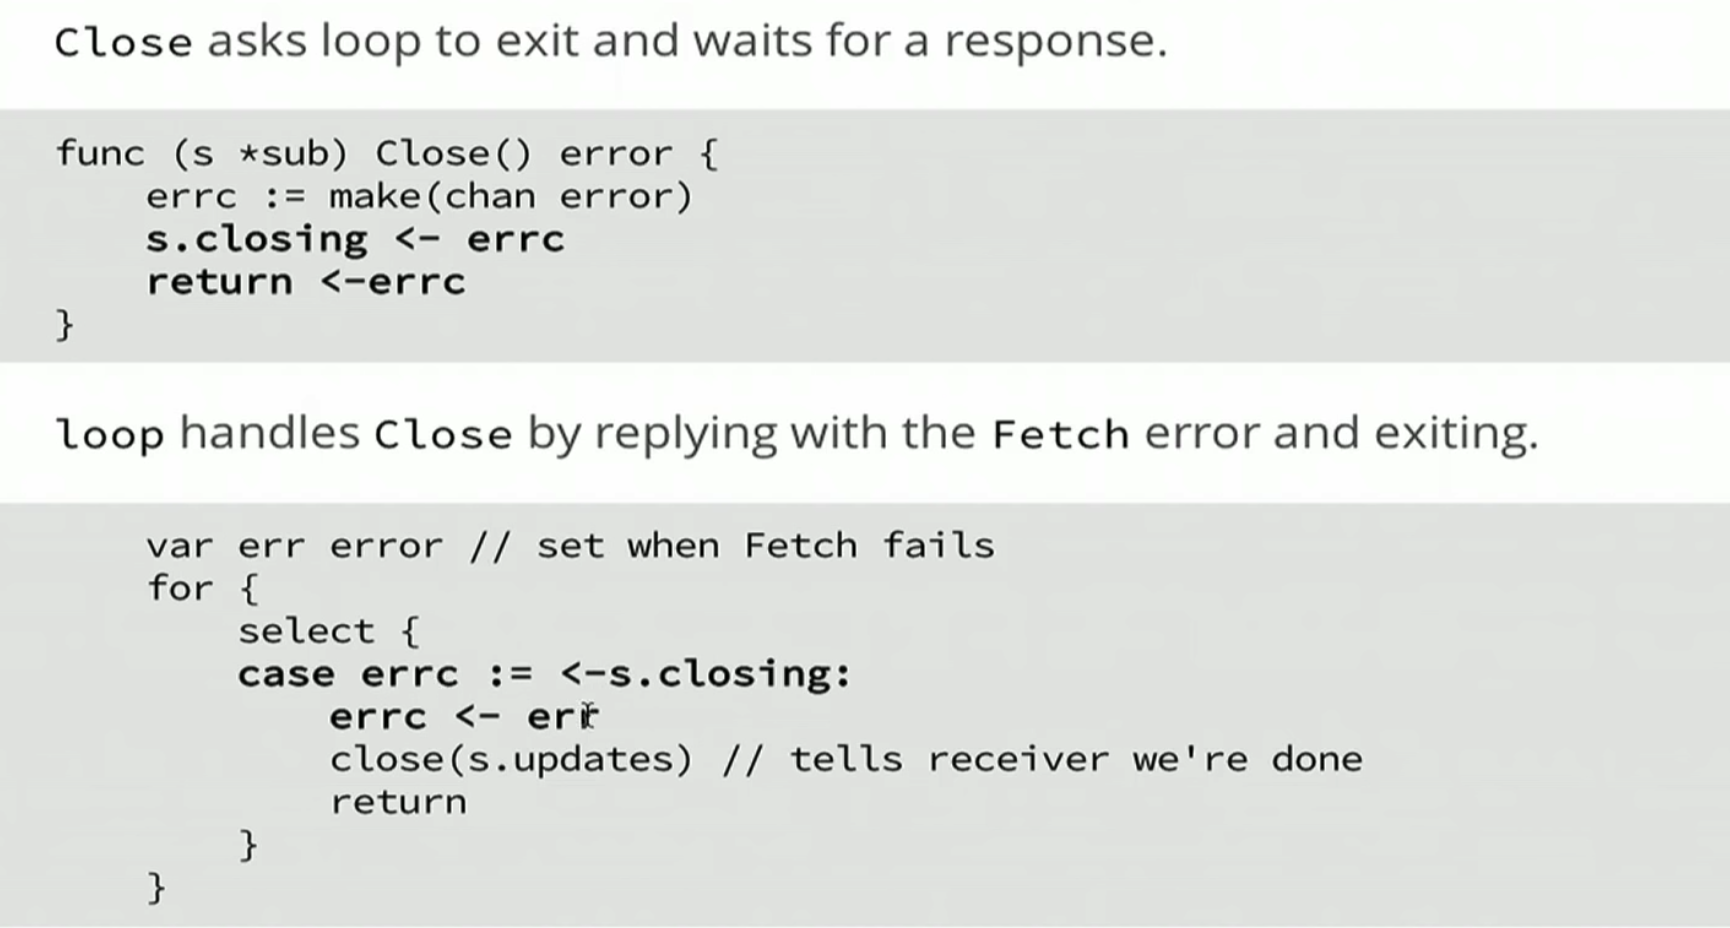 Close asks loop to exit and waits for a response.
func (s *sub) Close() error {
    errc := make(chan error)
    s.closing <- errc
    return <-errc
}
loop handles Close by replying with the Fetch error and exiting.
    var err error // set when Fetch fails
    for {
        select {
        case errc := <-s.closing:
            errc <- err
            close(s.updates) // tells receiver we're done
            return
        }
    }